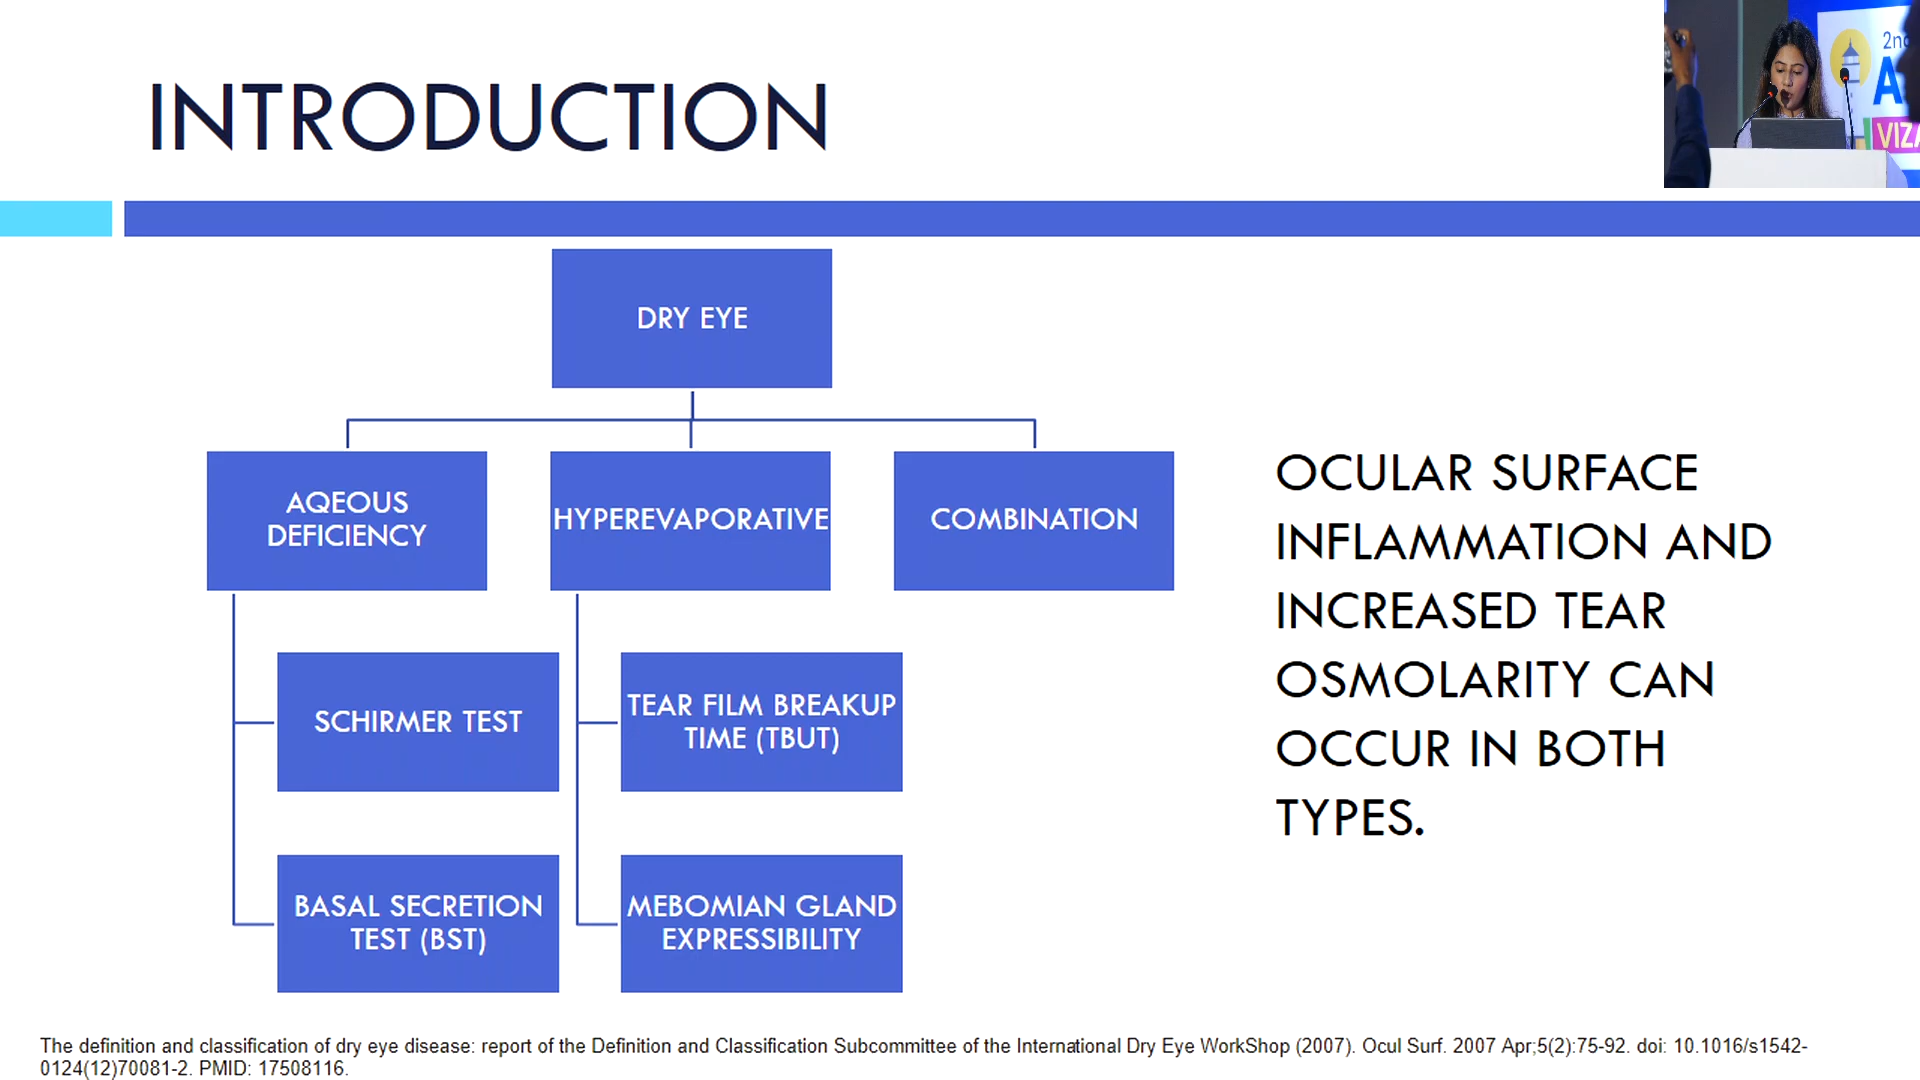 INTRODUCTION
2nd
A
VIZA
DRY EYE
AQEOUS
DEFICIENCY
HYPEREVAPORATIVE
COMBINATION
SCHIRMER TEST
TEAR FILM BREAKUP
TIME (TBUT)
BASAL SECRETION
TEST (BST)
MEBOMIAN GLAND
EXPRESSIBILITY
OCULAR SURFACE
INFLAMMATION AND
INCREASED TEAR
OSMOLARITY CAN
OCCUR IN BOTH
TYPES.
The definition and classification of dry eye disease: report of the Definition and Classification Subcommittee of the International Dry Eye WorkShop (2007). Ocul Surf. 2007 Apr;5(2):75-92. doi: 10.1016/s1542-
0124(12)70081-2. PMID: 17508116.